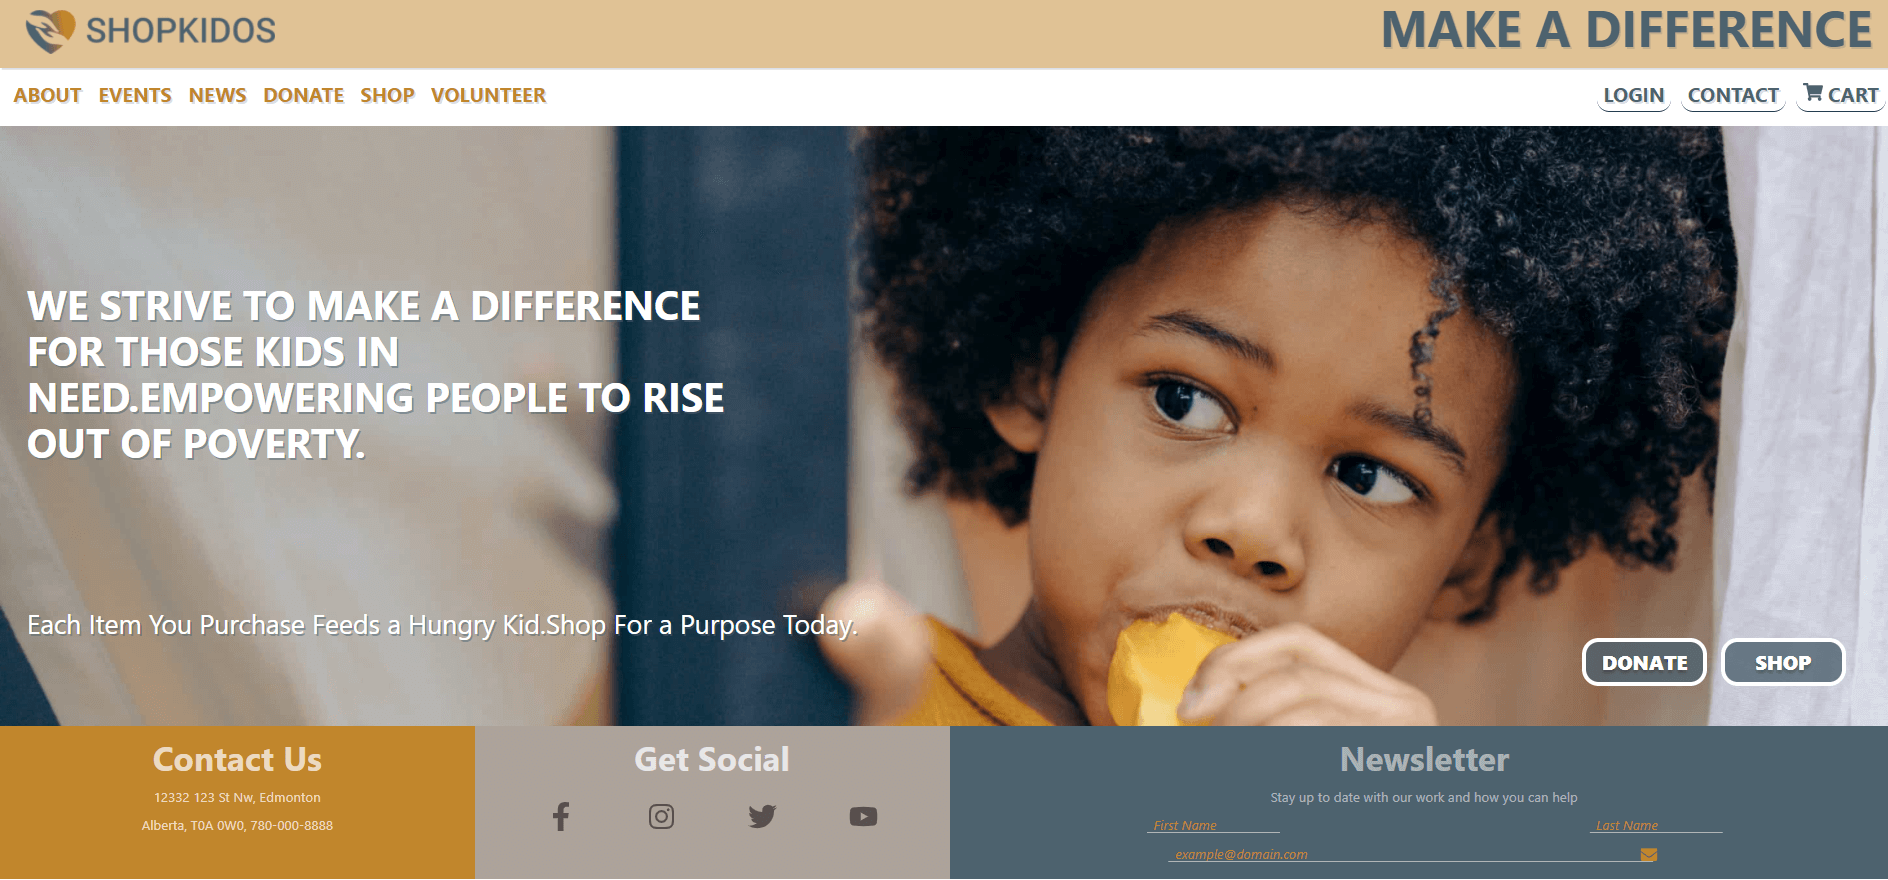 SHOPKIDOS
MAKE A DIFFERENCE
ABOUT EVENTS NEWS DONATE SHOP VOLUNTEER
LOGIN CONTACT CART
WE STRIVE TO MAKE A DIFFERENCE
FOR THOSE KIDS IN
NEED.EMPOWERING PEOPLE TO RISE
OUT OF POVERTY.
Each Item You Purchase Feeds a Hungry Kid.Shop For a Purpose Today.
DONATE SHOP
Contact Us
12332 123 St Nw, Edmonton
Alberta, T0A 0W0, 780-000-8888
Get Social
Newsletter
Stay up to date with our work and how you can help
First Name
Last Name
example@domain.com